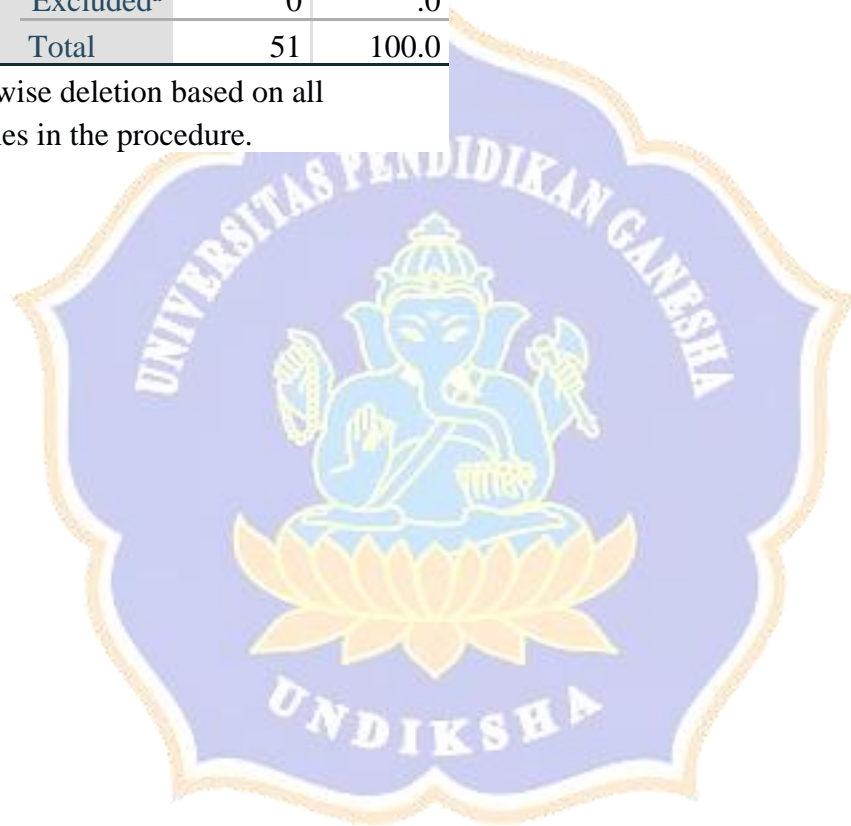 Excludedᵃ 0 .0
Total 51 100.0
wise deletion based on all
es in the procedure.
UNIVERSITAS PENDIDIKAN GANESHA
UNDIKSHA